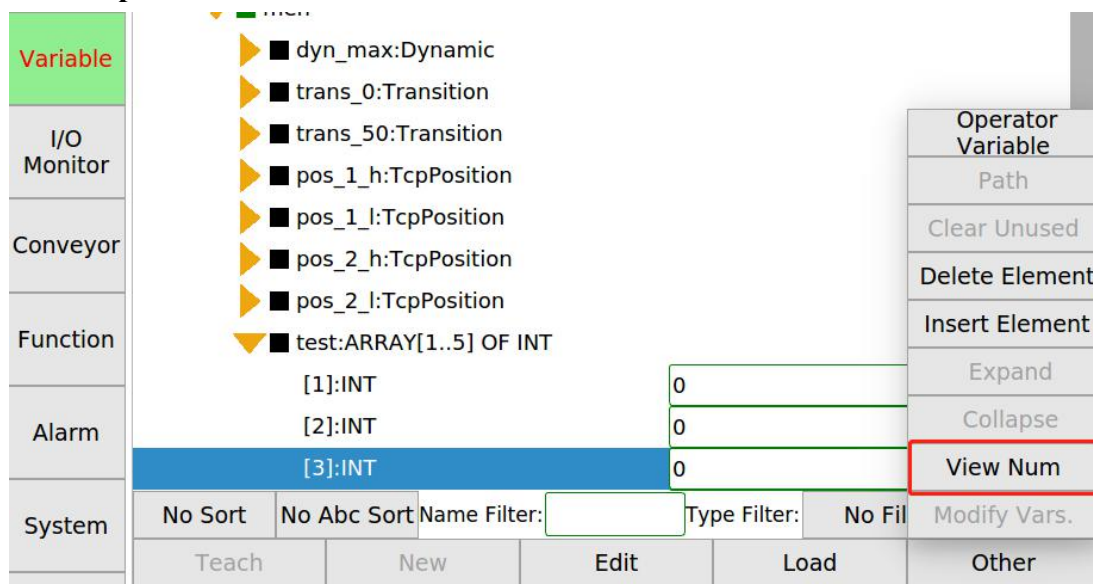 Variable
I/O
Monitor
Conveyor
Function
Alarm
System
dyn_max:Dynamic
trans_0:Transition
trans_50:Transition
pos_1_h:TcpPosition
pos_1_l:TcpPosition
pos_2_h:TcpPosition
pos_2_l:TcpPosition
test:ARRAY[1..5] OF INT
[1]:INT 0
[2]:INT 0
[3]:INT 0
Operator
Variable
Path
Clear Unused
Delete Element
Insert Element
Expand
Collapse
View Num
Modify Vars.
No Sort No Abc Sort Name Filter: Type Filter: No Fil
Teach New Edit Load Other